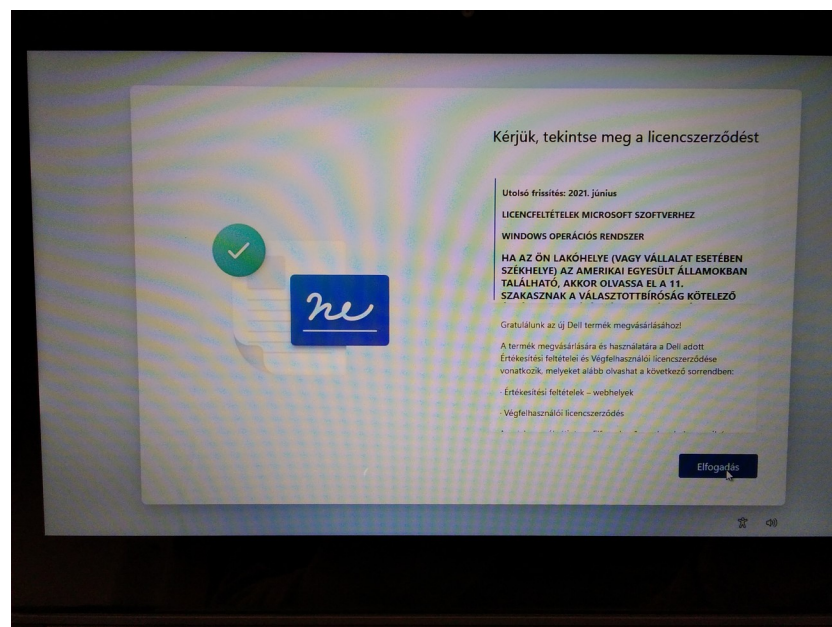 Kérjük, tekintse meg a licencszerződést
Utolsó frissítés: 2021. június
LICENCFELTÉTELEK MICROSOFT SZOFTVERHEZ
WINDOWS OPERÁCIÓS RENDSZER
HA AZ ÖN LAKÓHELYE (VAGY VÁLLALAT ESETÉBEN
SZÉKHELYE) AZ AMERIKAI EGYESÜLT ÁLLAMOKBAN
TALÁLHATÓ, AKKOR OLVASSA EL A 11.
SZAKASZNAK A VÁLASZTOTTBÍRÓSÁG KÖTELEZŐ
Gratulálunk az új Dell termék megvásárlásához!
A termék megvásárlására és használatára a Dell adott
Értékesítési feltételei és Végfelhasználói licencszerződése
vonatkozik, melyeket alább olvashat a következő sorrendben:
· Értékesítési feltételek – webhelyek
· Végfelhasználói licencszerződés
ne
Elfogadás